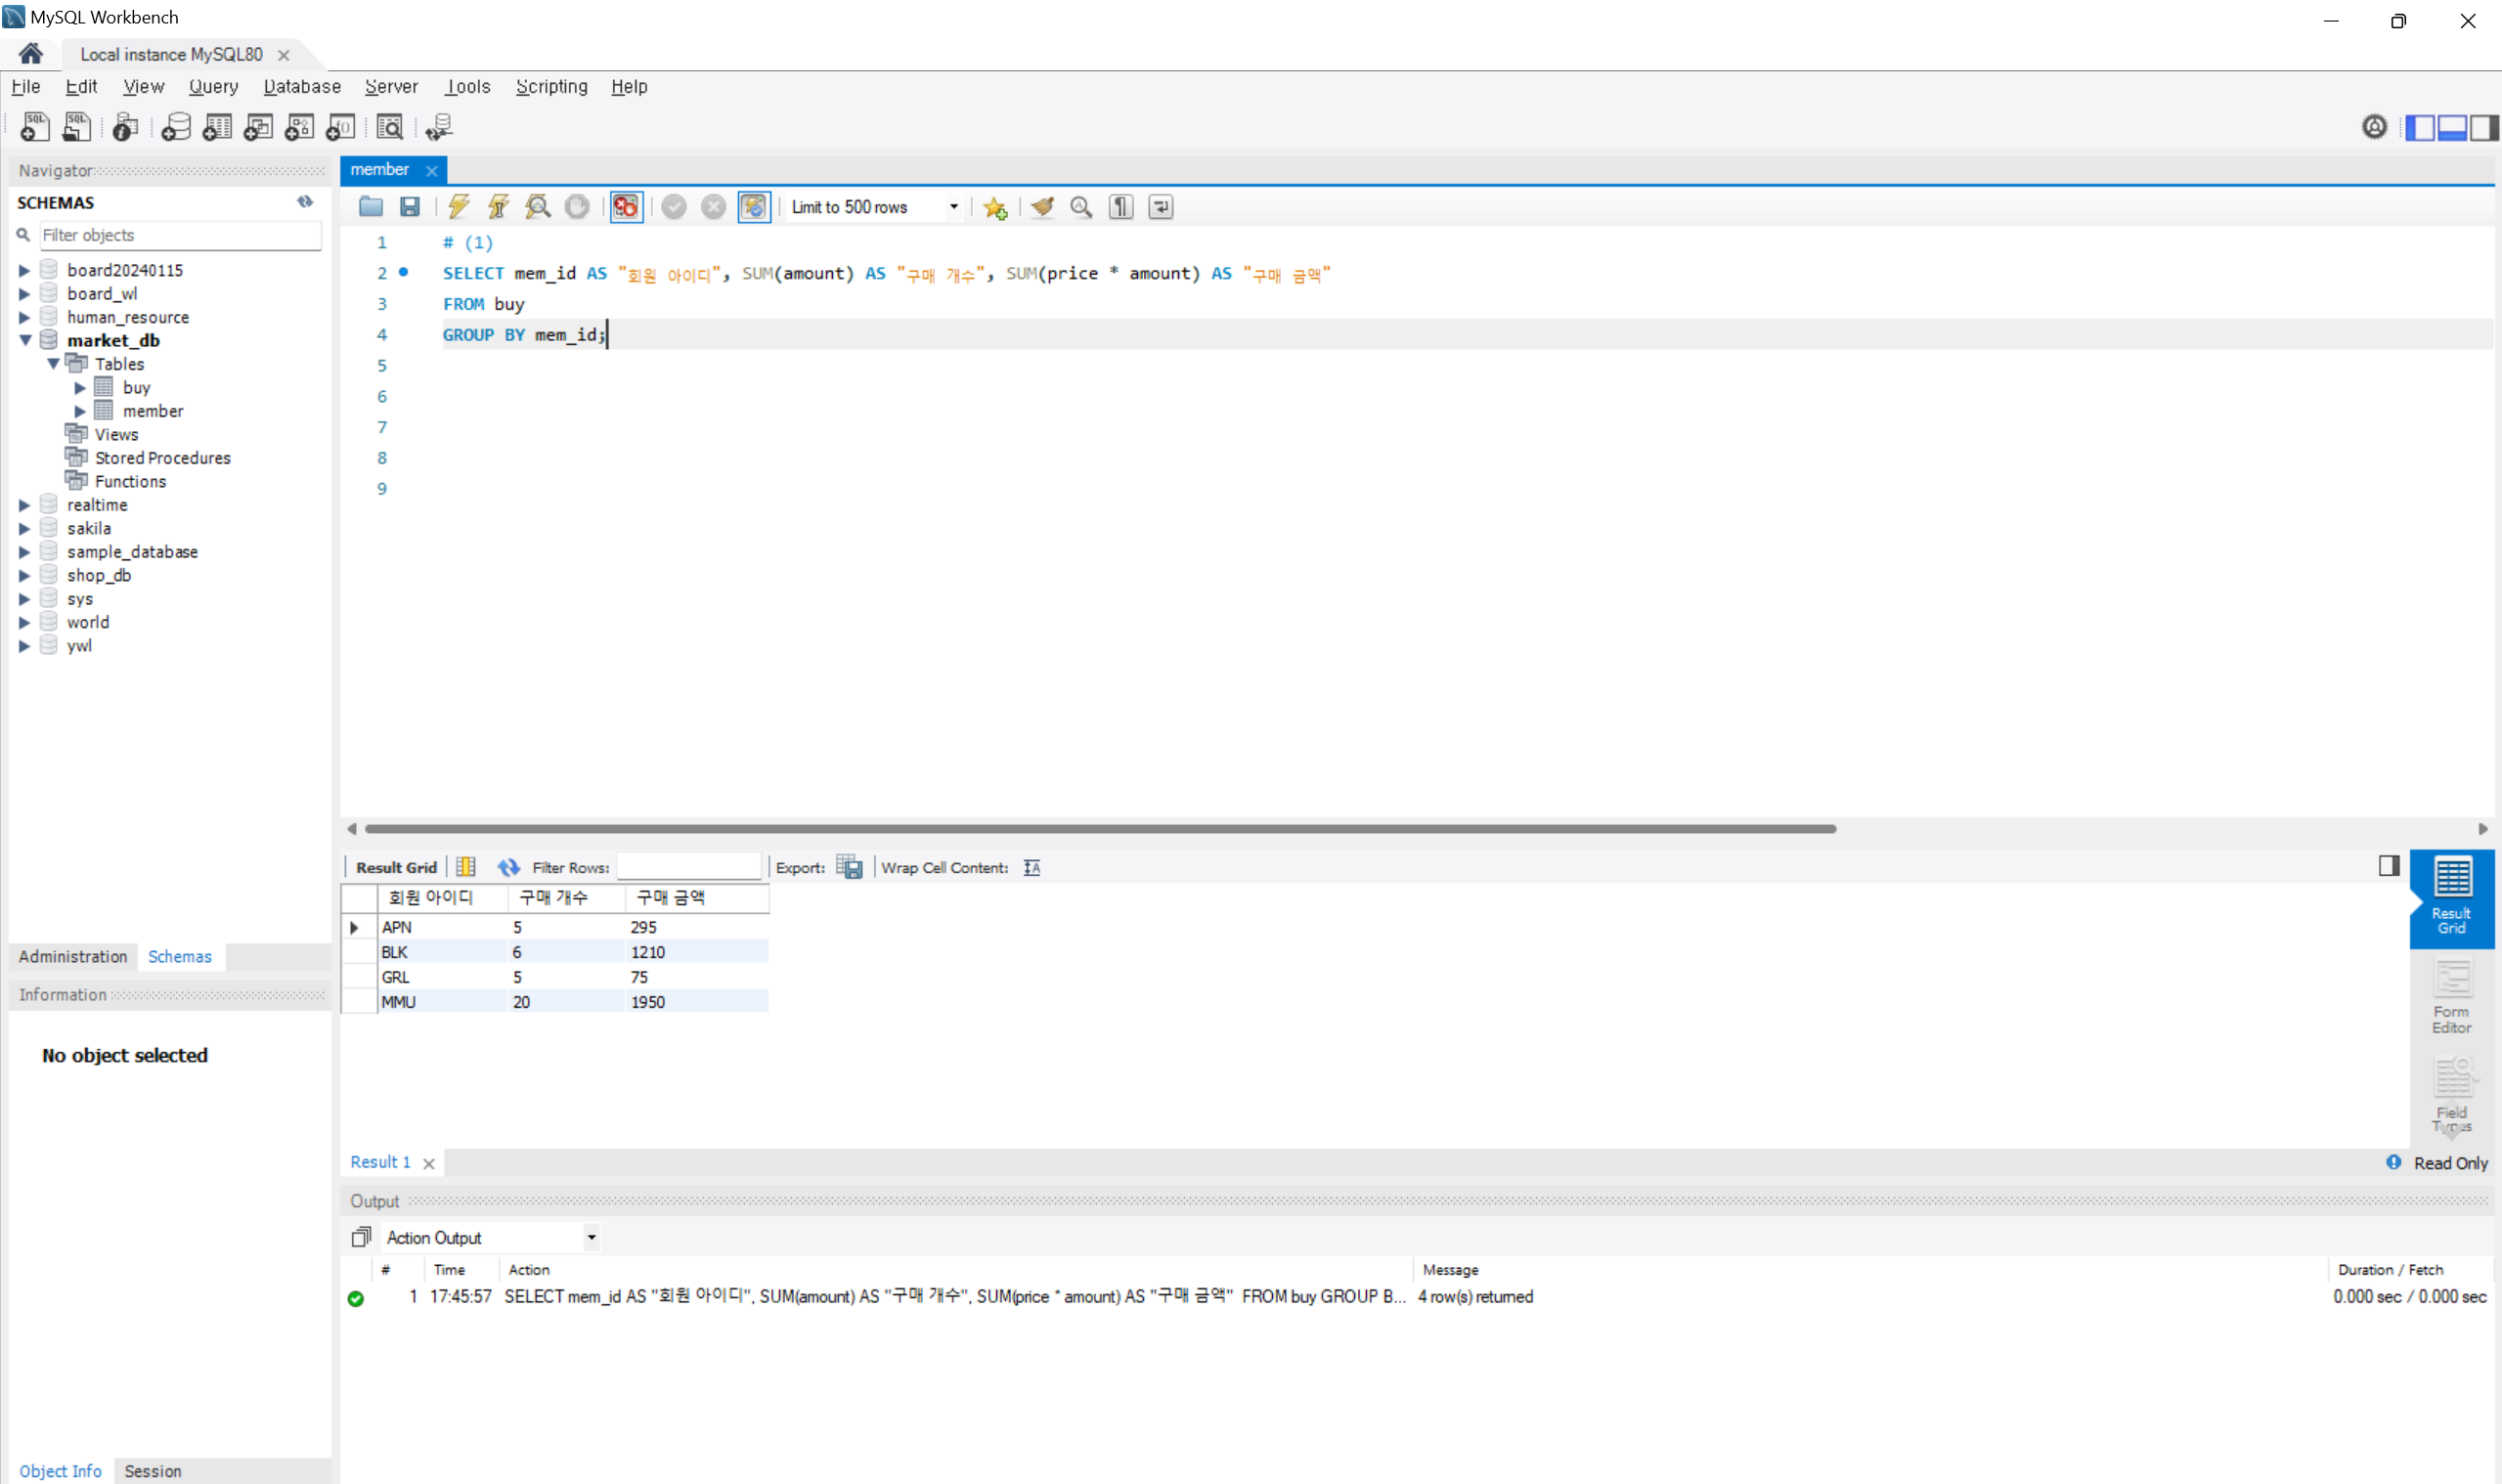 MySQL Workbench
Local instance MySQL80
File Edit View Query Database Server Tools Scripting Help
Navigator
SCHEMAS
Filter objects
board20240115
board_wl
human_resource
market_db
Tables
buy
member
Views
Stored Procedures
Functions
realtime
sakila
sample_database
shop_db
sys
world
ywl
Administration Schemas
Information
No object selected
Object Info Session
member
Limit to 500 rows
1 # (1)
2 SELECT mem_id AS "회원 아이디", SUM(amount) AS "구매 개수", SUM(price * amount) AS "구매 금액"
3 FROM buy
4 GROUP BY mem_id;
5
6
7
8
9
Result Grid Filter Rows: Export: Wrap Cell Content:
회원 아이디 구매 개수 구매 금액
APN 5 295
BLK 6 1210
GRL 5 75
MMU 20 1950
Result
Grid
Form
Editor
Field
Types
Result 1 Read Only
Output
Action Output
# Time Action Message Duration / Fetch
1 17:45:57 SELECT mem_id AS "회원 아이디", SUM(amount) AS "구매 개수", SUM(price * amount) AS "구매 금액" FROM buy GROUP B... 4 row(s) returned 0.000 sec / 0.000 sec